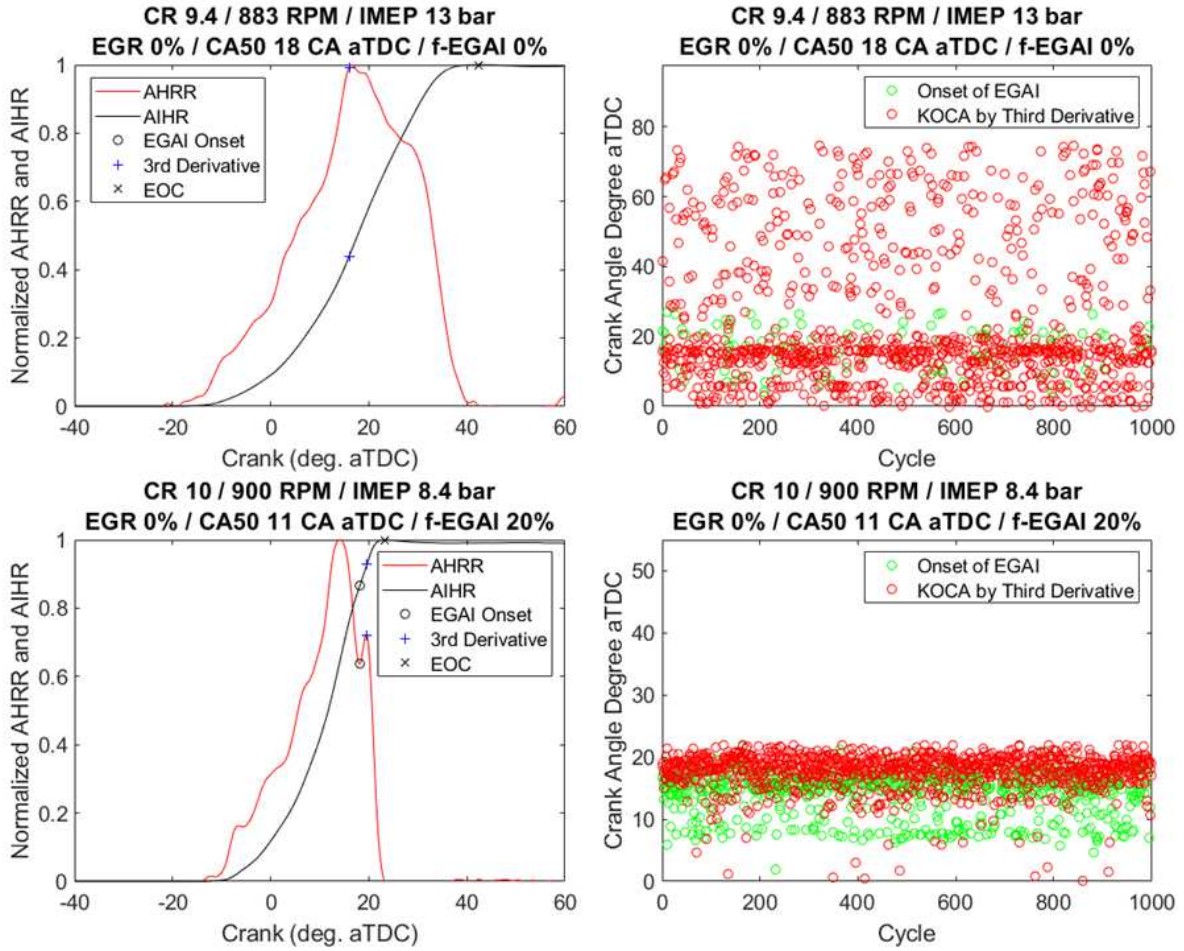 CR 9.4 / 883 RPM / IMEP 13 bar
EGR 0% / CA50 18 CA aTDC / f-EGAI 0%
Normalized AHRR and AIHR
1
0.8
0.6
0.4
0.2
0
AHRR
AIHR
EGAI Onset
3rd Derivative
EOC
-40 -20 0 20 40 60
Crank (deg. aTDC)
CR 9.4 / 883 RPM / IMEP 13 bar
EGR 0% / CA50 18 CA aTDC / f-EGAI 0%
Crank Angle Degree aTDC
80
60
40
20
0
Onset of EGAI
KOCA by Third Derivative
0 200 400 600 800 1000
Cycle
CR 10 / 900 RPM / IMEP 8.4 bar
EGR 0% / CA50 11 CA aTDC / f-EGAI 20%
Normalized AHRR and AIHR
1
0.8
0.6
0.4
0.2
0
AHRR
AIHR
EGAI Onset
3rd Derivative
EOC
-40 -20 0 20 40 60
Crank (deg. aTDC)
CR 10 / 900 RPM / IMEP 8.4 bar
EGR 0% / CA50 11 CA aTDC / f-EGAI 20%
Crank Angle Degree aTDC
50
40
30
20
10
0
Onset of EGAI
KOCA by Third Derivative
0 200 400 600 800 1000
Cycle